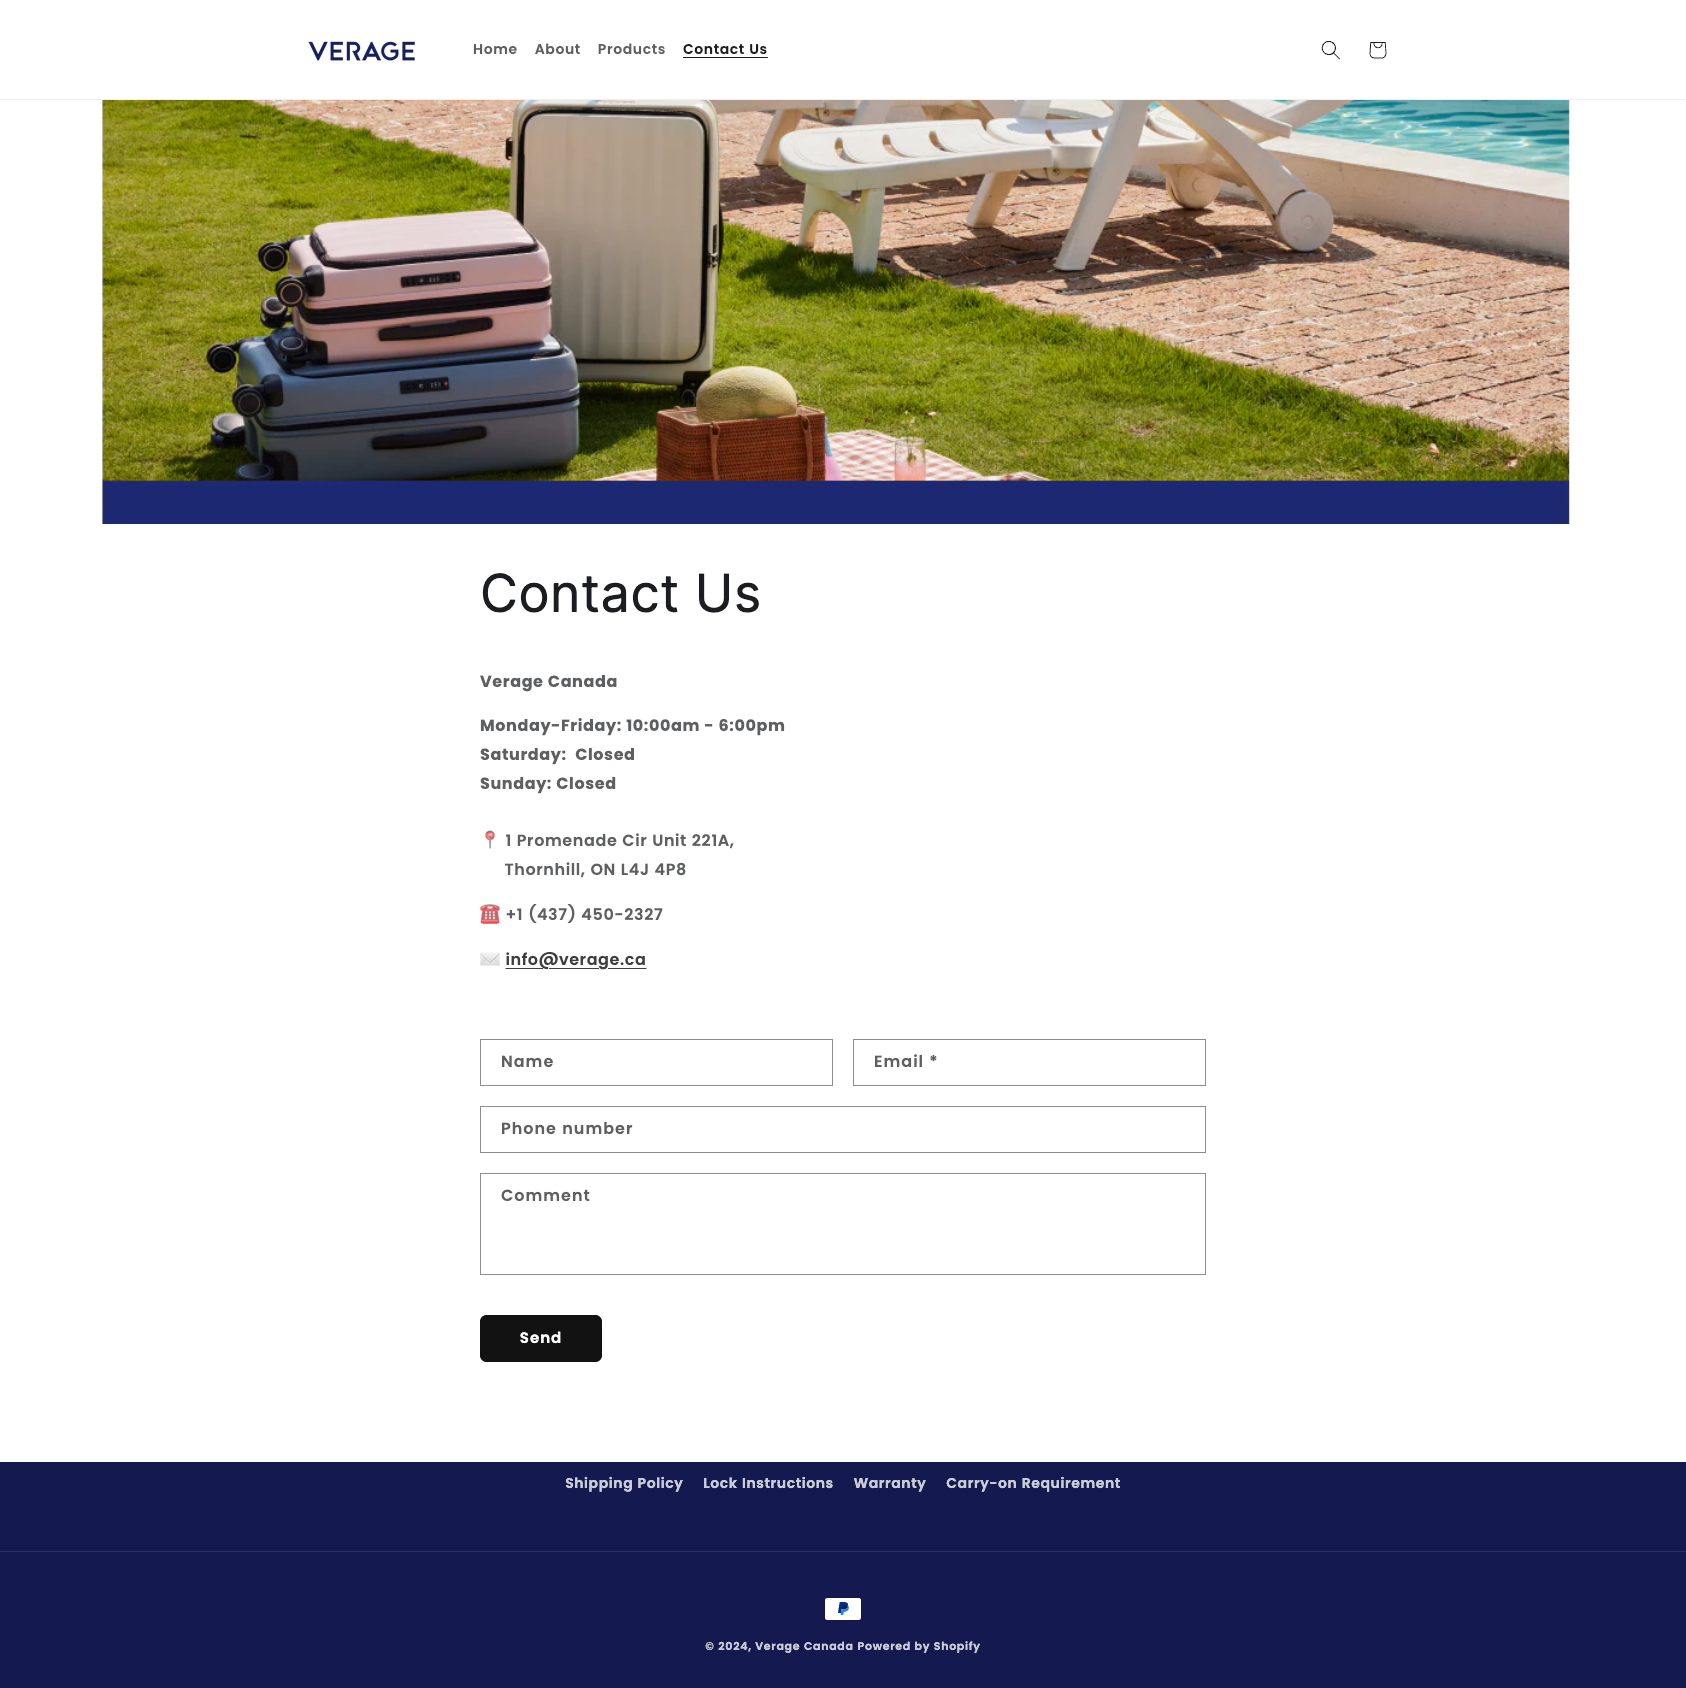 VERAGE
Home About Products Contact Us
Contact Us
Verage Canada
Monday-Friday: 10:00am - 6:00pm
Saturday:  Closed
Sunday: Closed
📍 1 Promenade Cir Unit 221A,
Thornhill, ON L4J 4P8
☎️ +1 (437) 450-2327
✉️ info@verage.ca
Name
Email *
Phone number
Comment
Send
Shipping Policy Lock Instructions Warranty Carry-on Requirement
© 2024, Verage Canada Powered by Shopify